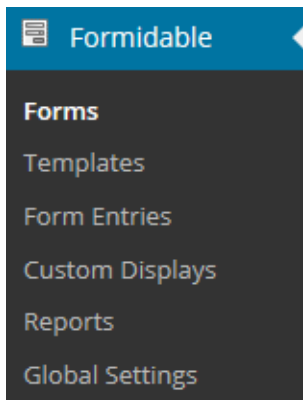 Formidable
Forms
Templates
Form Entries
Custom Displays
Reports
Global Settings